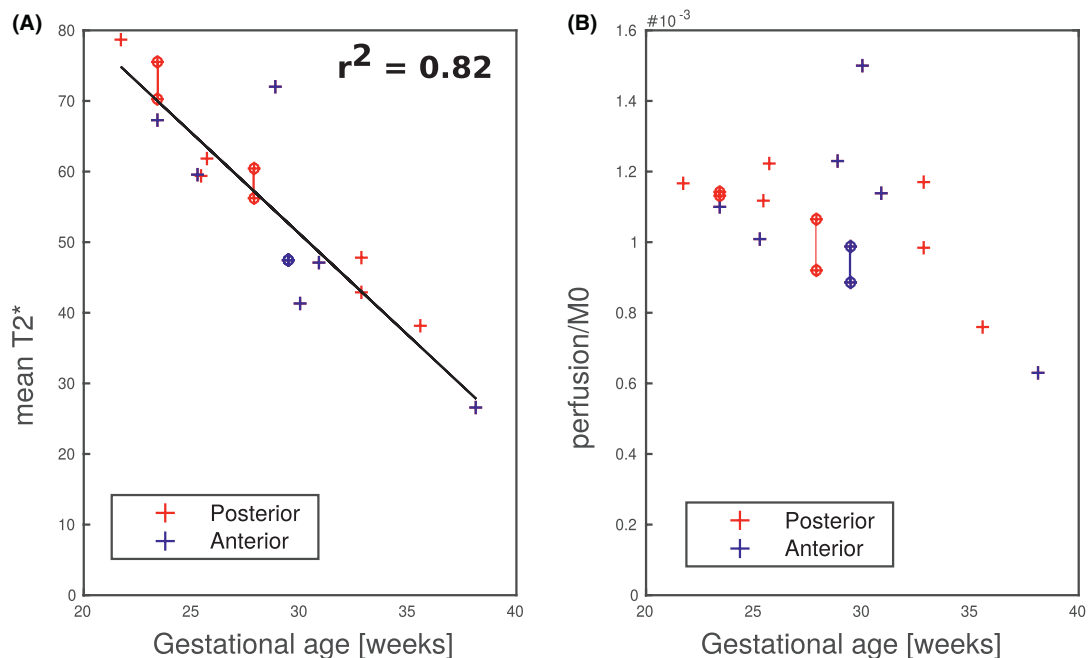 (A)
r² = 0.82
mean T2*
80
70
60
50
40
30
20
10
0
Posterior
Anterior
20
25
30
35
40
Gestational age [weeks]
(B)
#10⁻³
perfusion/M0
1.6
1.4
1.2
1
0.8
0.6
0.4
0.2
0
Posterior
Anterior
20
25
30
35
40
Gestational age [weeks]